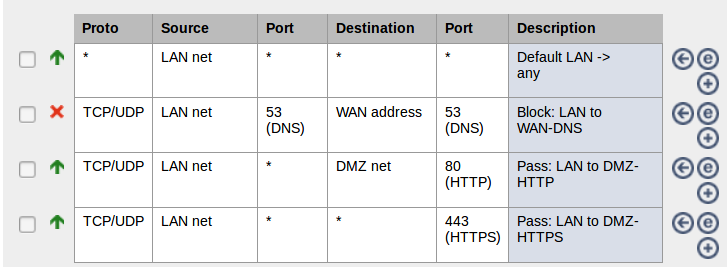 Proto Source Port Destination Port Description
* LAN net * * * Default LAN ->
any
TCP/UDP LAN net 53 WAN address 53 Block: LAN to
(DNS) (DNS) WAN-DNS
TCP/UDP LAN net * DMZ net 80 Pass: LAN to DMZ-
(HTTP) HTTP
TCP/UDP LAN net * * 443 Pass: LAN to DMZ-
(HTTPS) HTTPS